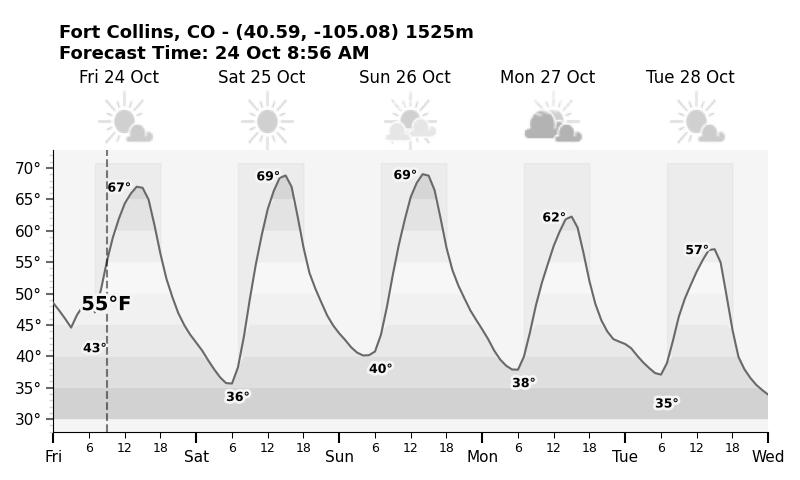 Fort Collins, CO - (40.59, -105.08) 1525m
Forecast Time: 24 Oct 8:56 AM
Fri 24 Oct Sat 25 Oct Sun 26 Oct Mon 27 Oct Tue 28 Oct
70°
65°
60°
55°
50°
45°
40°
35°
30°
67° 69° 69° 62° 57°
55°F
43° 36° 40° 38° 35°
6 12 18 6 12 18 6 12 18 6 12 18 6 12 18
Fri Sat Sun Mon Tue Wed